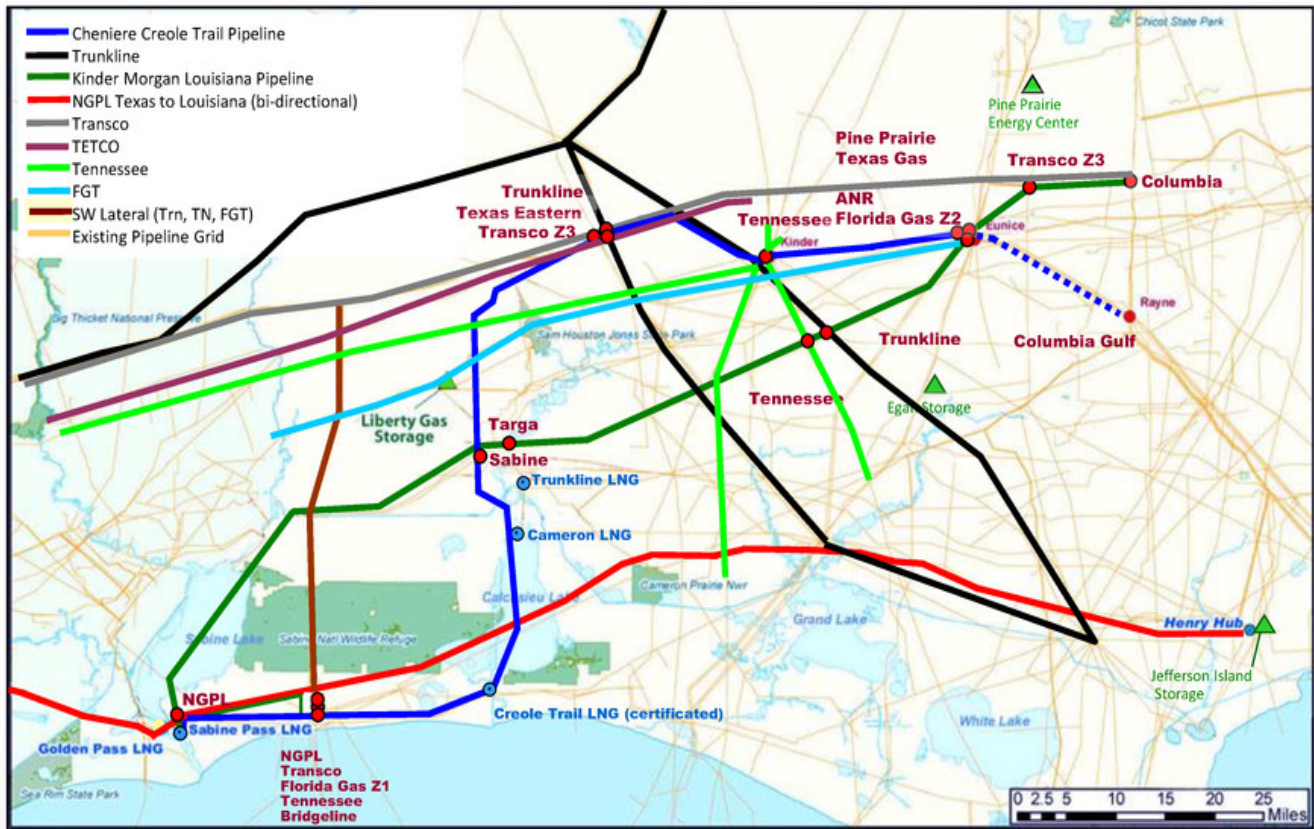 Cheniere Creole Trail Pipeline
Trunkline
Kinder Morgan Louisiana Pipeline
NGPL Texas to Louisiana (bi-directional)
Transco
TETCO
Tennessee
FGT
SW Lateral (Trn, TN, FGT)
Existing Pipeline Grid
Chicot State Park
Pine Prairie
Energy Center
Pine Prairie
Texas Gas
Transco Z3
Columbia
Trunkline
Texas Eastern
Transco Z3
ANR
Tennessee
Florida Gas Z2
Eunice
Kinder
Rayne
Columbia Gulf
Trunkline
Tennessee
Egan Storage
Big Thicket National Preserve
Sam Houston Jones State Park
Liberty Gas
Storage
Targa
Sabine
Trunkline LNG
Cameron LNG
Calcasieu Lake
Cameron Prairie Nwr
Sabine Lake
Sabine Natl Wildlife Refuge
Grand Lake
Henry Hub
Jefferson Island
Storage
NGPL
Sabine Pass LNG
Golden Pass LNG
Creole Trail LNG (certificated)
White Lake
Sea Rim State Park
NGPL
Transco
Florida Gas Z1
Tennessee
Bridgeline
0 2.5 5 10 15 20 25
Miles